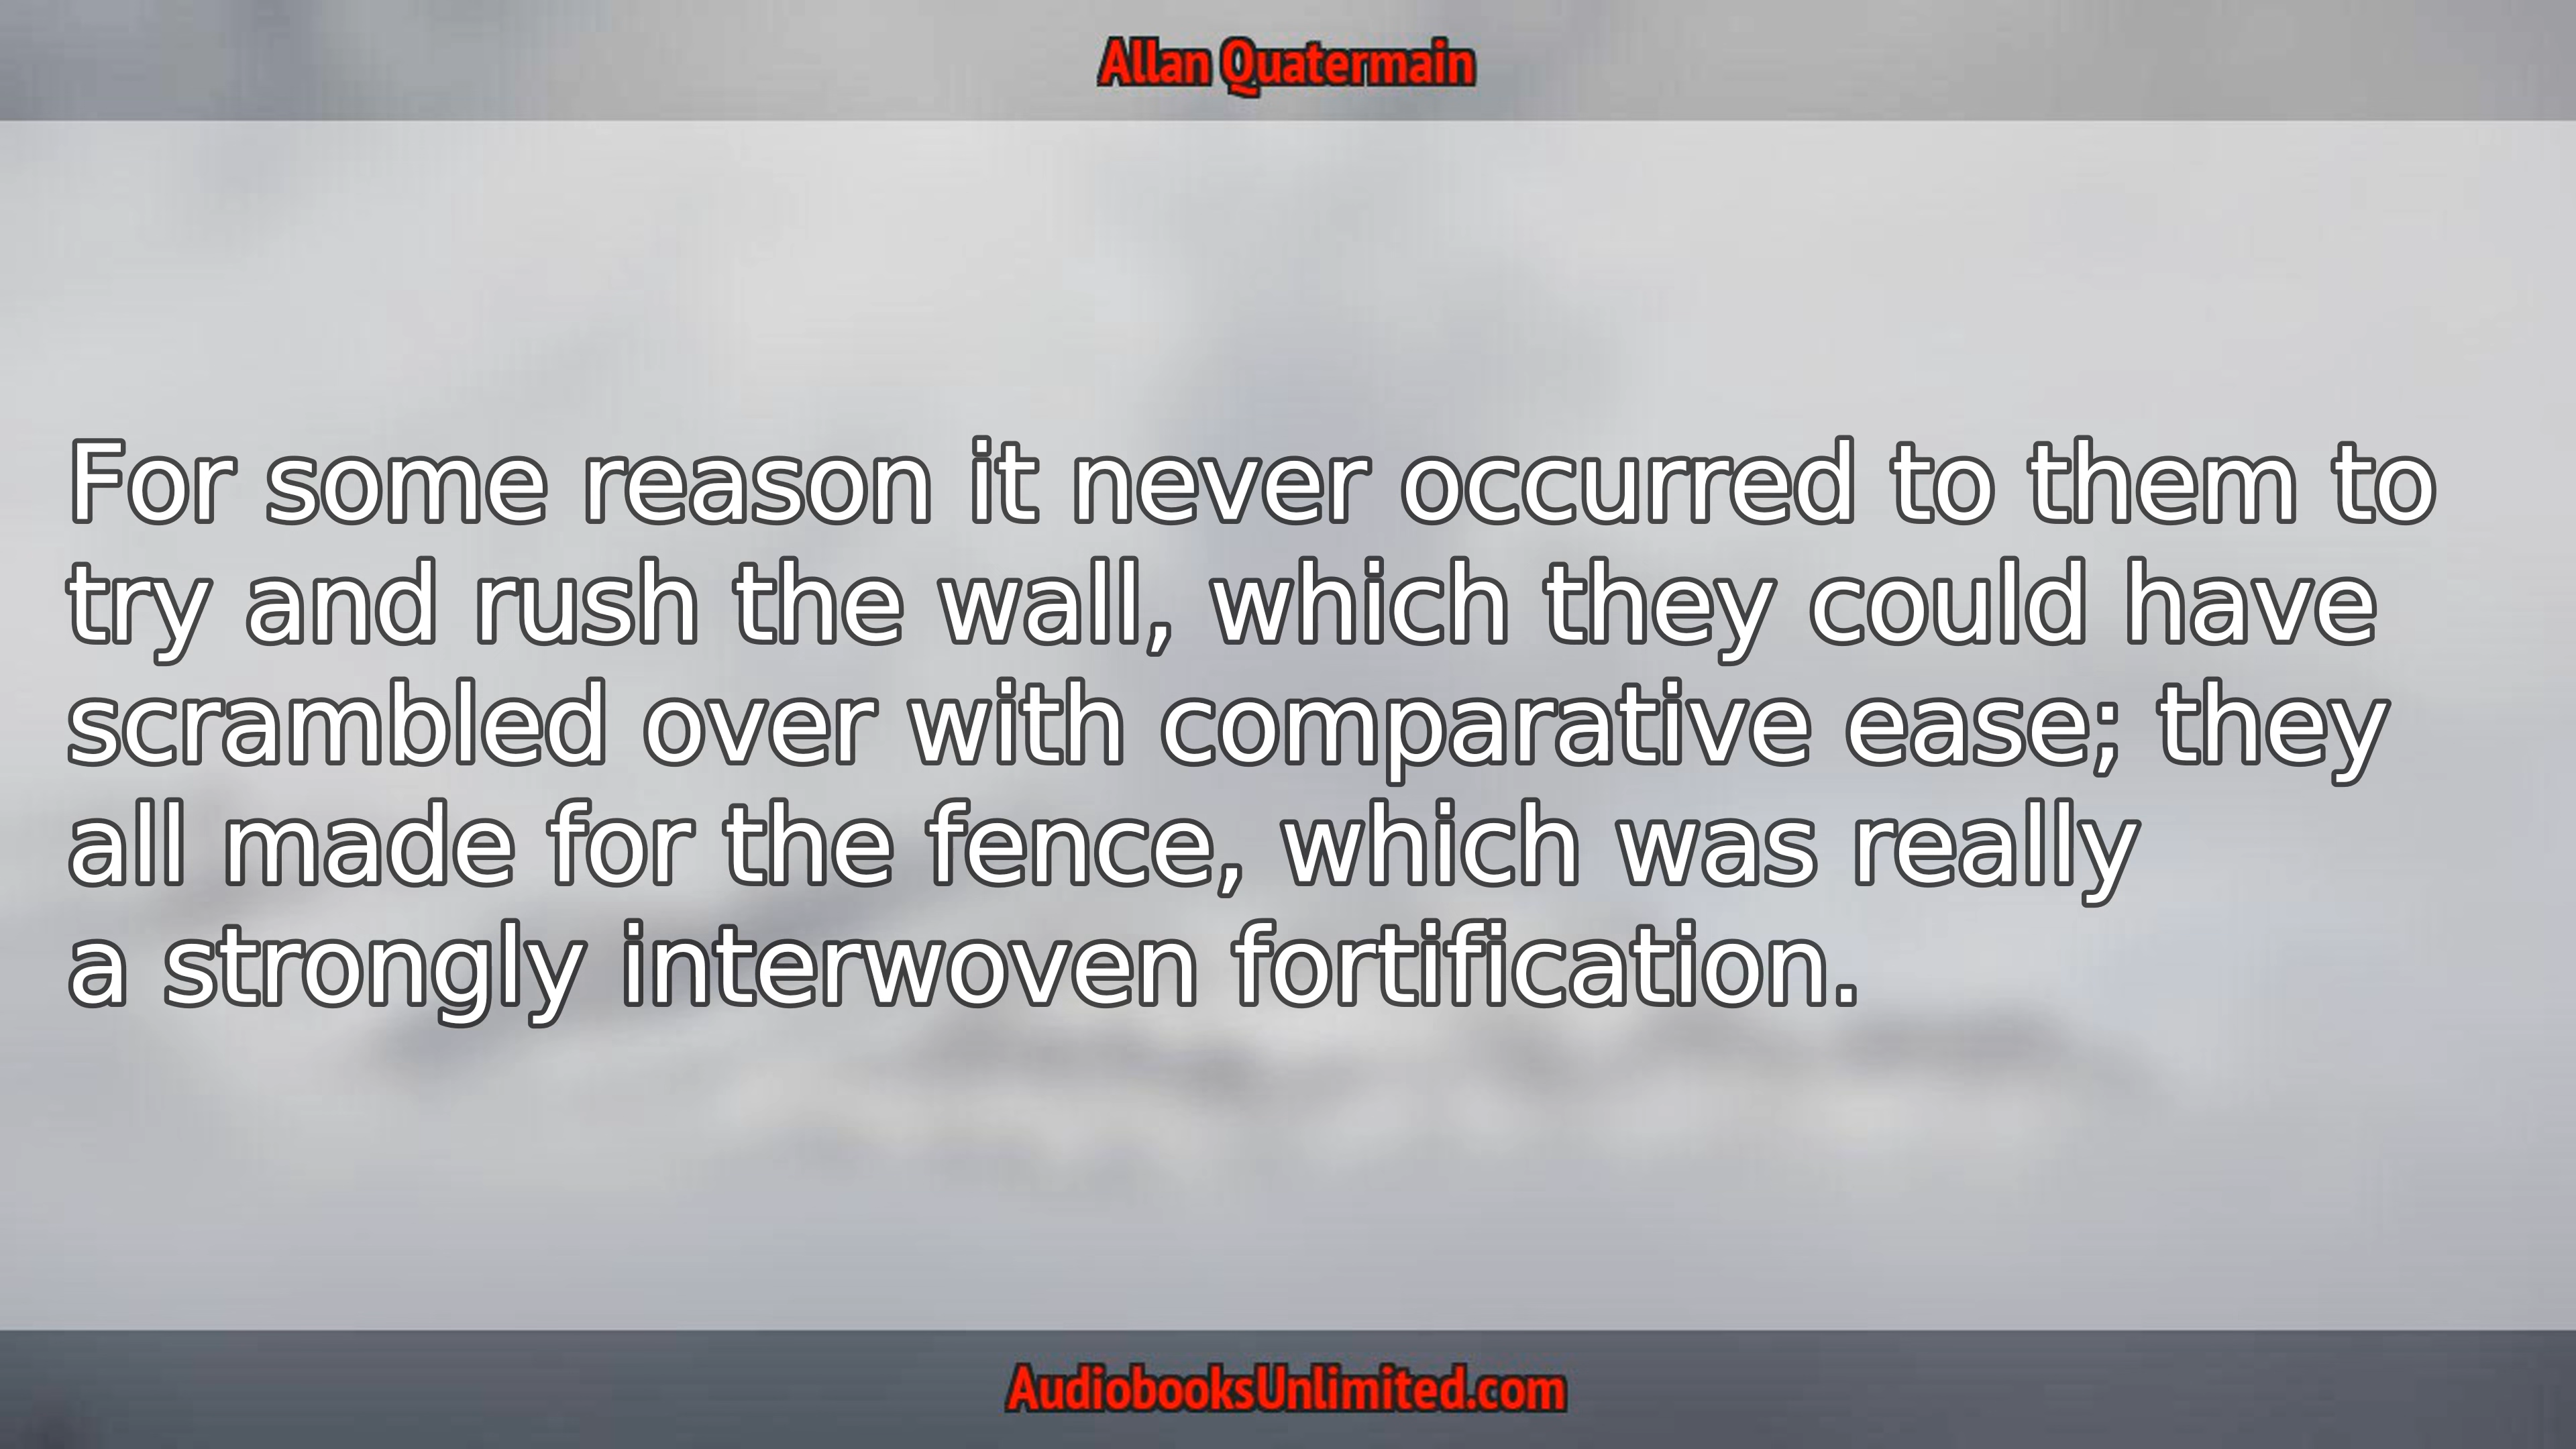 Allan Quatermain
For some reason it never occurred to them to
try and rush the wall, which they could have
scrambled over with comparative ease; they
all made for the fence, which was really
a strongly interwoven fortification.
AudiobooksUnlimited.com